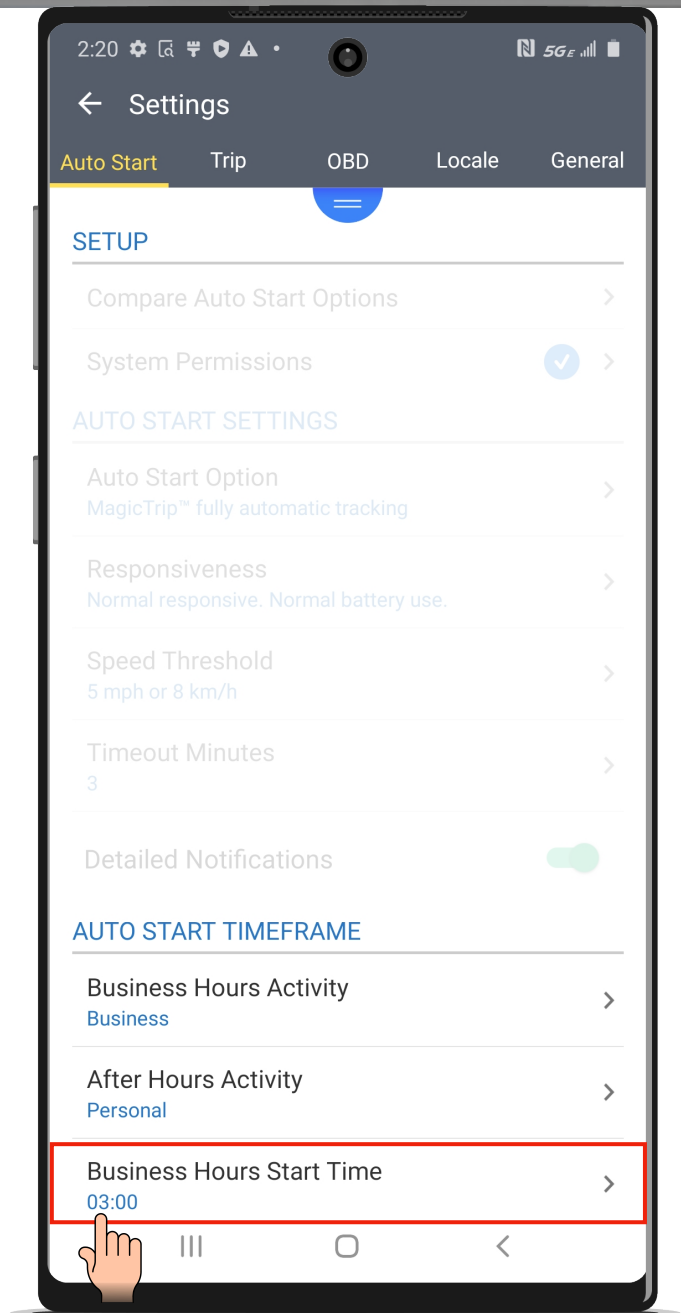 2:20
5GE
Settings
Auto Start Trip OBD Locale General
SETUP
Compare Auto Start Options
System Permissions
AUTO START SETTINGS
Auto Start Option
MagicTrip™ fully automatic tracking
Responsiveness
Normal responsive. Normal battery use.
Speed Threshold
5 mph or 8 km/h
Timeout Minutes
3
Detailed Notifications
AUTO START TIMEFRAME
Business Hours Activity
Business
After Hours Activity
Personal
Business Hours Start Time
03:00